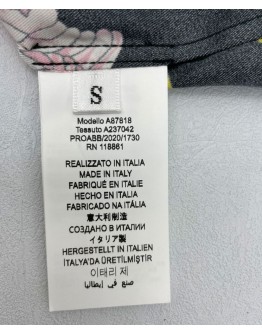 S
Modello A87818
Tessuto A237042
PROABB/2020/1730
RN 118861
REALIZZATO IN ITALIA
MADE IN ITALY
FABRIQUÉ EN ITALIE
HECHO EN ITALIA
FABRICADO NA ITÁLIA
意大利制造
СОЗДАНО В ИТАЛИИ
イタリア製
HERGESTELLT IN ITALIEN
İTALYA'DA ÜRETİLMİŞTİR
이태리 제
صنع في إيطاليا